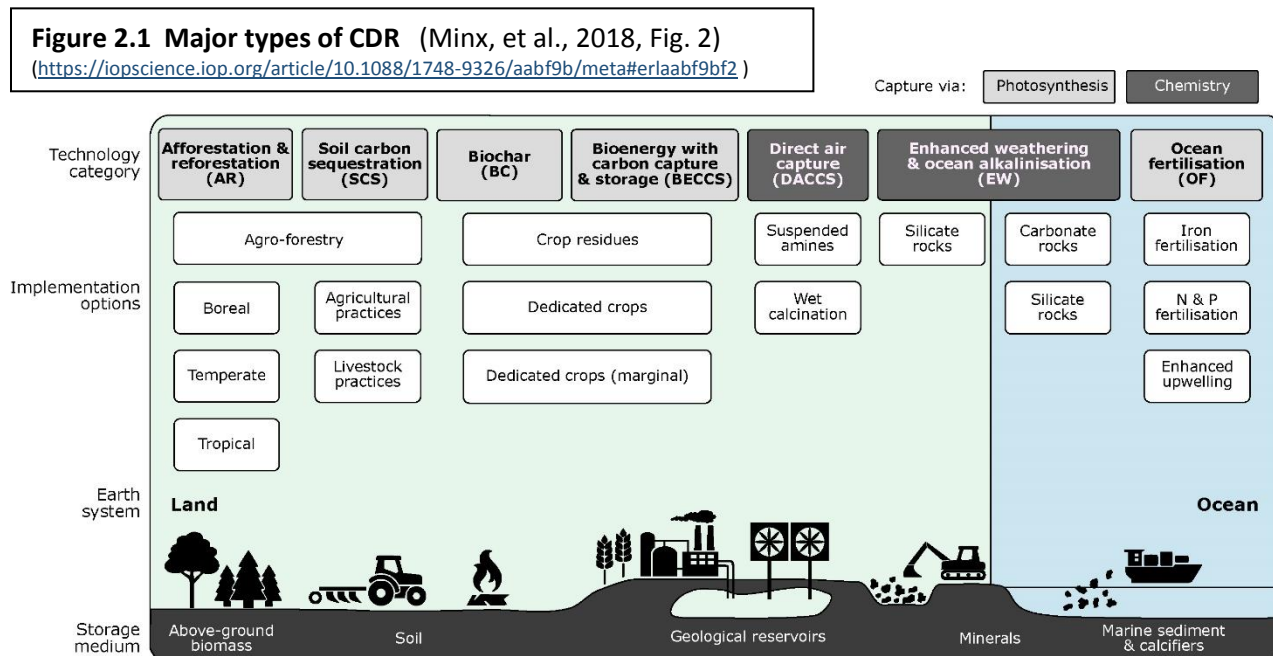 Figure 2.1  Major types of CDR   (Minx, et al., 2018, Fig. 2)
(https://iopscience.iop.org/article/10.1088/1748-9326/aabf9b/meta#erlaabf9bf2 )
Capture via:
Photosynthesis
Chemistry
Technology
category
Afforestation &
reforestation
(AR)
Soil carbon
sequestration
(SCS)
Biochar
(BC)
Bioenergy with
carbon capture
& storage (BECCS)
Direct air
capture
(DACCS)
Enhanced weathering
& ocean alkalinisation
(EW)
Ocean
fertilisation
(OF)
Implementation
options
Agro-forestry
Crop residues
Suspended
amines
Silicate
rocks
Carbonate
rocks
Iron
fertilisation
Boreal
Agricultural
practices
Dedicated crops
Wet
calcination
Silicate
rocks
N & P
fertilisation
Temperate
Livestock
practices
Dedicated crops (marginal)
Enhanced
upwelling
Tropical
Earth
system
Land
Ocean
Storage
medium
Above-ground
biomass
Soil
Geological reservoirs
Minerals
Marine sediment
& calcifiers